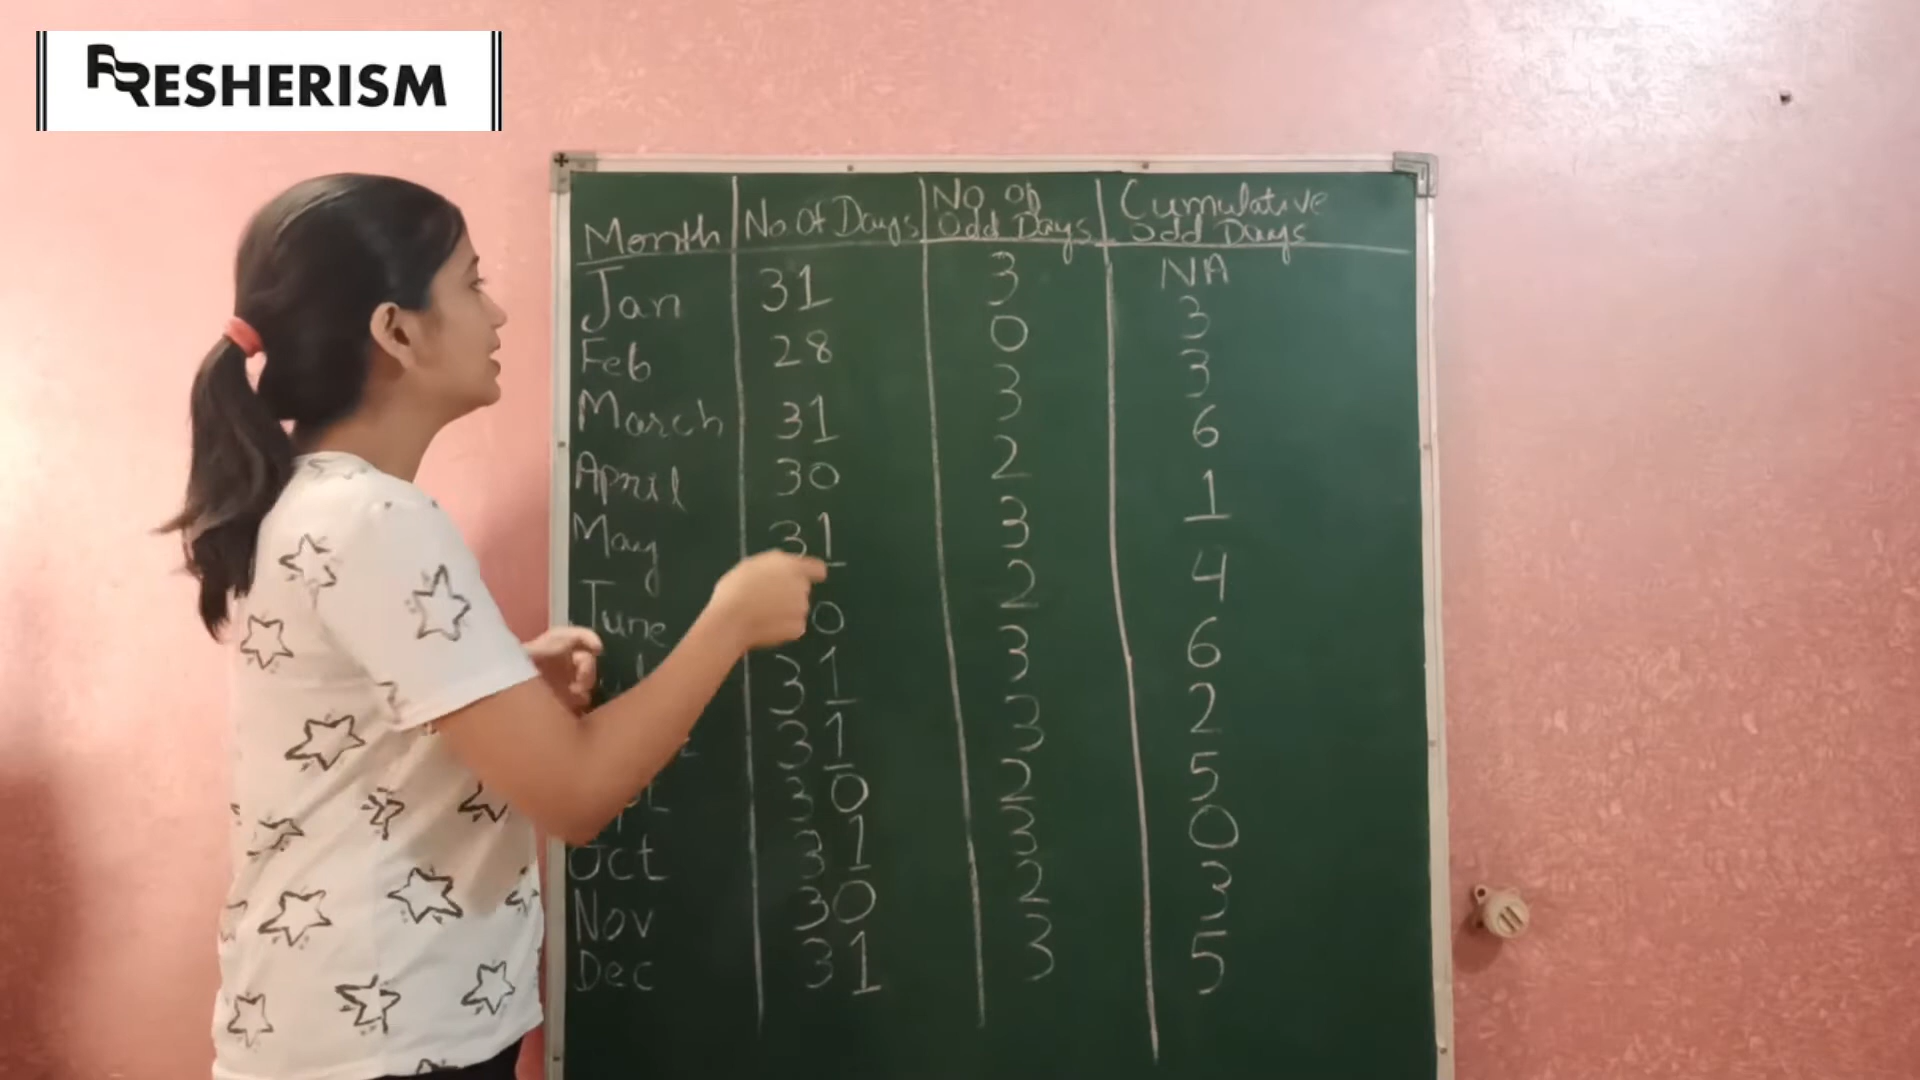 FRESHERISM
Month No of Days No of Odd Days Cumulative Odd Days
Jan 31 3 NA
Feb 28 0 3
March 31 3 3
April 30 2 6
May 31 3 1
June 0 2 4
31 3 6
31 3 2
30 2 5
Oct 31 3 0
Nov 30 2 3
Dec 31 3 5